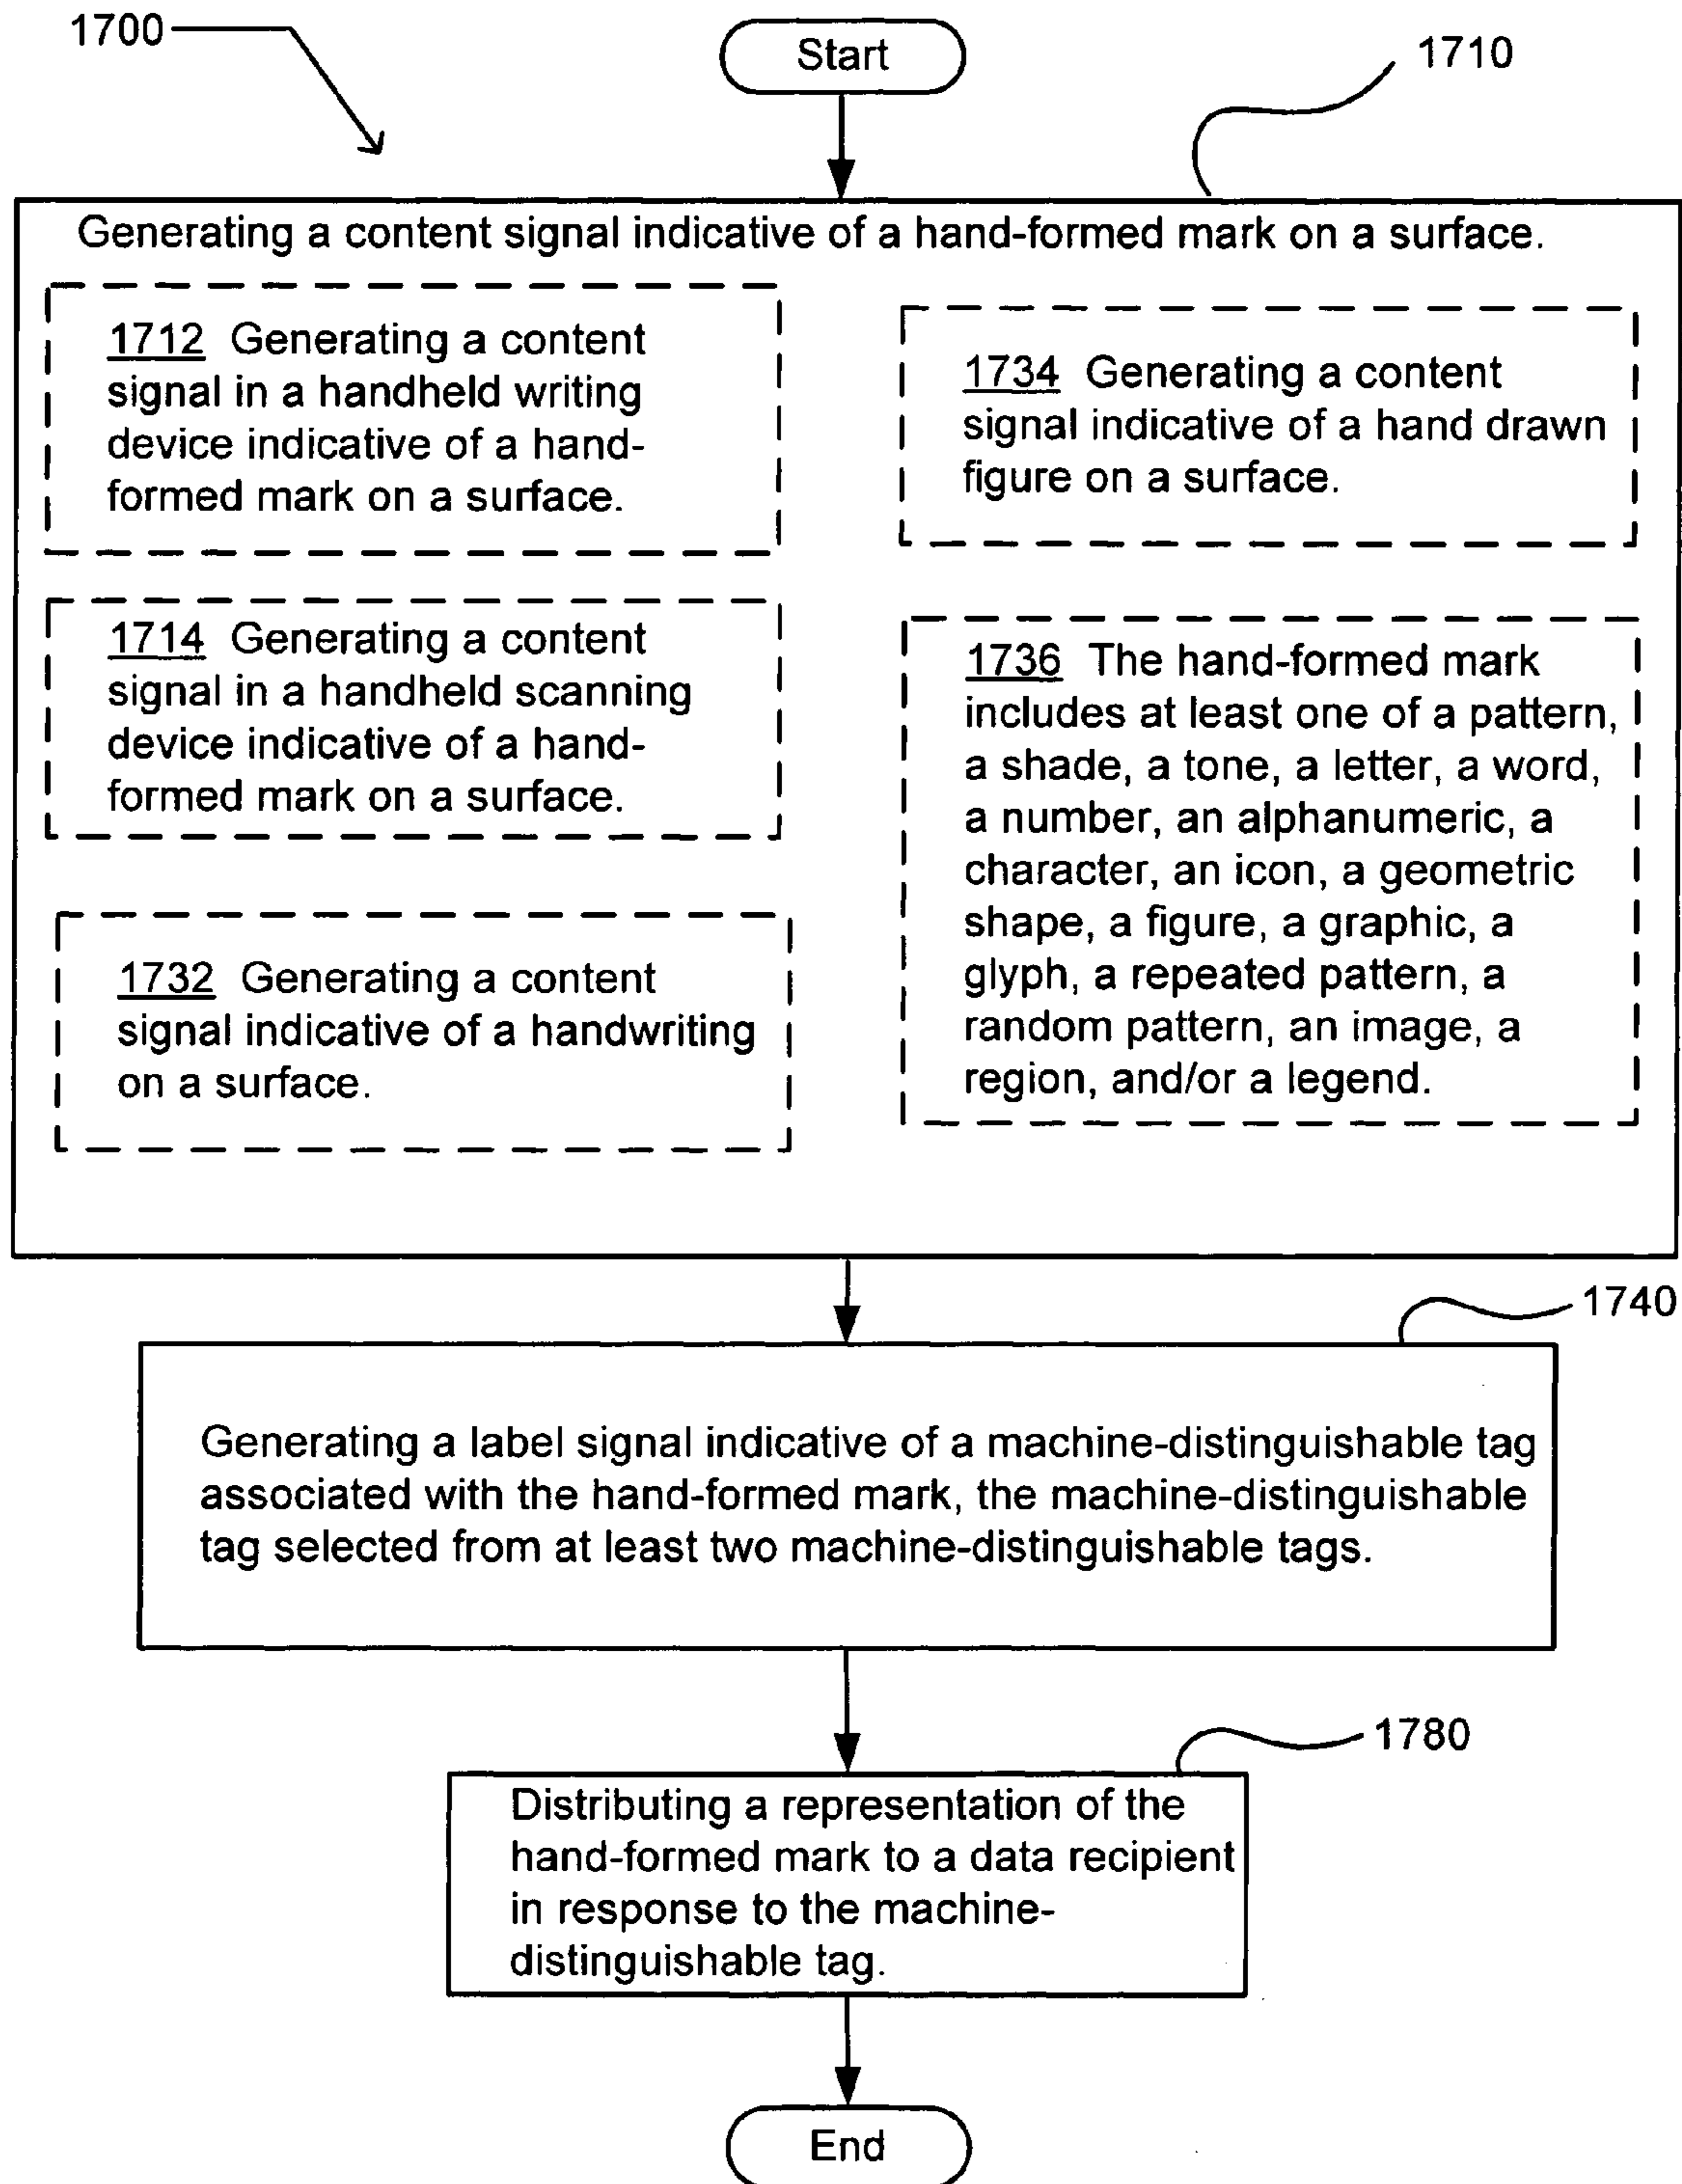 1700
Start
1710
Generating a content signal indicative of a hand-formed mark on a surface.
1712 Generating a content
signal in a handheld writing
device indicative of a hand-
formed mark on a surface.
1714 Generating a content
signal in a handheld scanning
device indicative of a hand-
formed mark on a surface.
1732 Generating a content
signal indicative of a handwriting
on a surface.
1734 Generating a content
signal indicative of a hand drawn
figure on a surface.
1736 The hand-formed mark
includes at least one of a pattern,
a shade, a tone, a letter, a word,
a number, an alphanumeric, a
character, an icon, a geometric
shape, a figure, a graphic, a
glyph, a repeated pattern, a
random pattern, an image, a
region, and/or a legend.
1740
Generating a label signal indicative of a machine-distinguishable tag
associated with the hand-formed mark, the machine-distinguishable
tag selected from at least two machine-distinguishable tags.
1780
Distributing a representation of the
hand-formed mark to a data recipient
in response to the machine-
distinguishable tag.
End